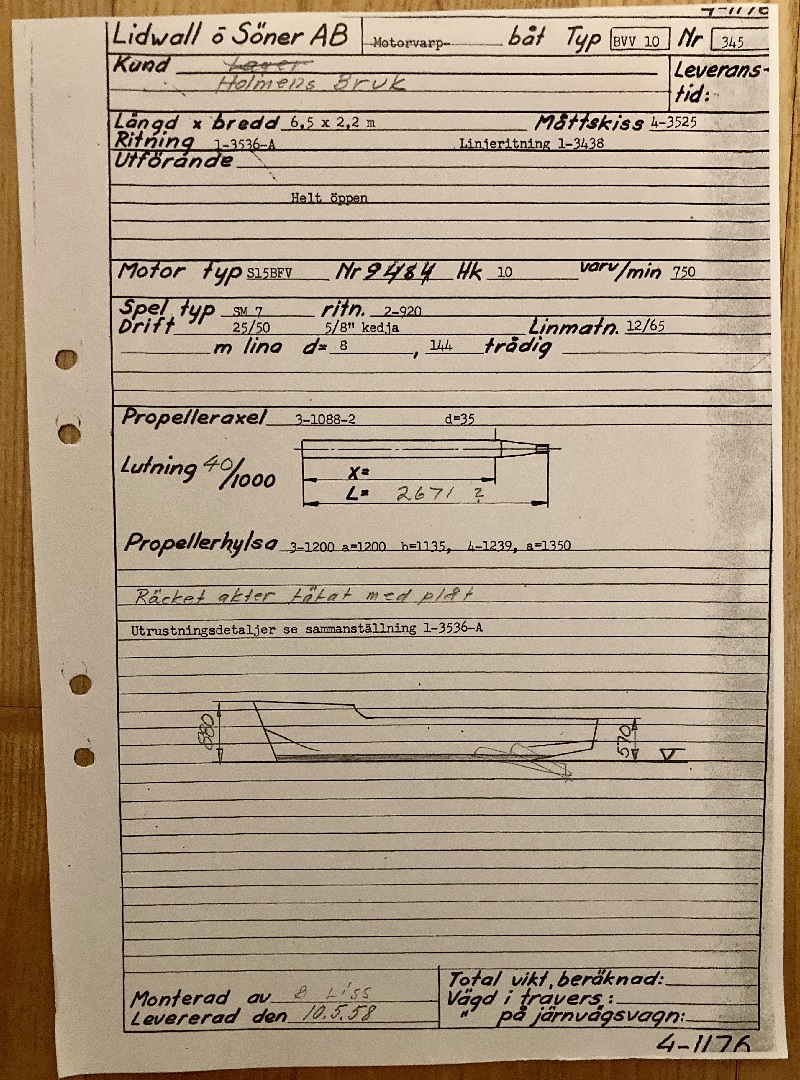 4-1176
Lidwall o Söner AB Motorvarp- båt Typ BVV 10 Nr 345
Kund Lager Leverans-
Holmens Bruk tid:
Längd x bredd 6,5 x 2,2 m Måttskiss 4-3525
Ritning 1-3536-A Linjeritning 1-3438
Utförande
Helt öppen
Motor typ S15BFV Nr 9484 Hk 10 varv/min 750
Spel typ SM 7 ritn. 2-920
Drift 25/50 5/8" kedja Linmatn. 12/65
m lina d= 8 , 144 trådig
Propelleraxel 3-1088-2 d=35
Lutning 40/1000
X=
L= 2671 ?
Propellerhylsa 3-1200 a=1200 b=1135, 4-1239, a=1350
Räcket akter tätat med plåt
Utrustningsdetaljer se sammanställning 1-3536-A
880
570
Total vikt, beräknad:
Monterad av B Liss Vägd i travers :
Levererad den 10.5.58 " på järnvägsvagn:
4-1176